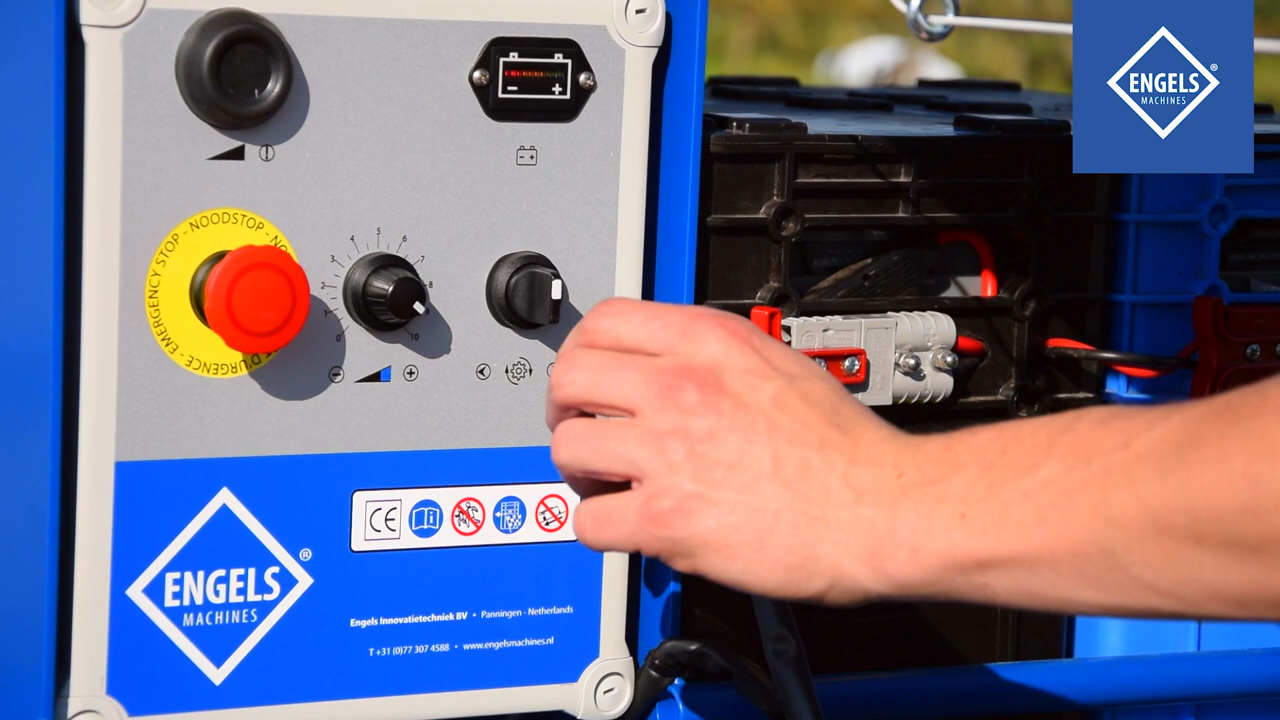 ENGELS®
MACHINES
EMERGENCY STOP - NOODSTOP - NO
D'URGENCE -
0
1
2
3
4
5
6
7
8
10
CE
ENGELS®
MACHINES
Engels Innovatietechniek BV • Panningen - Netherlands
T +31 (0)77 307 4588 • www.engelsmachines.nl